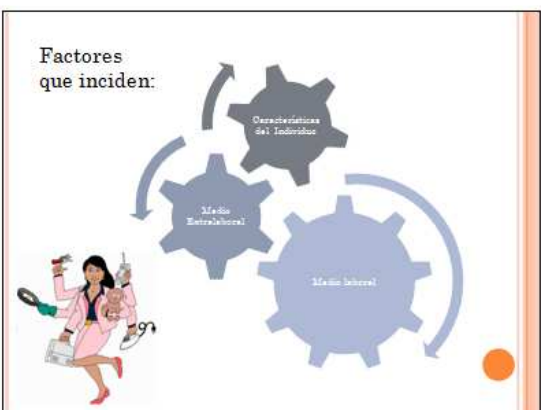 Factores
que inciden:
Características
del Individuo
Medio
Extralaboral
Medio laboral